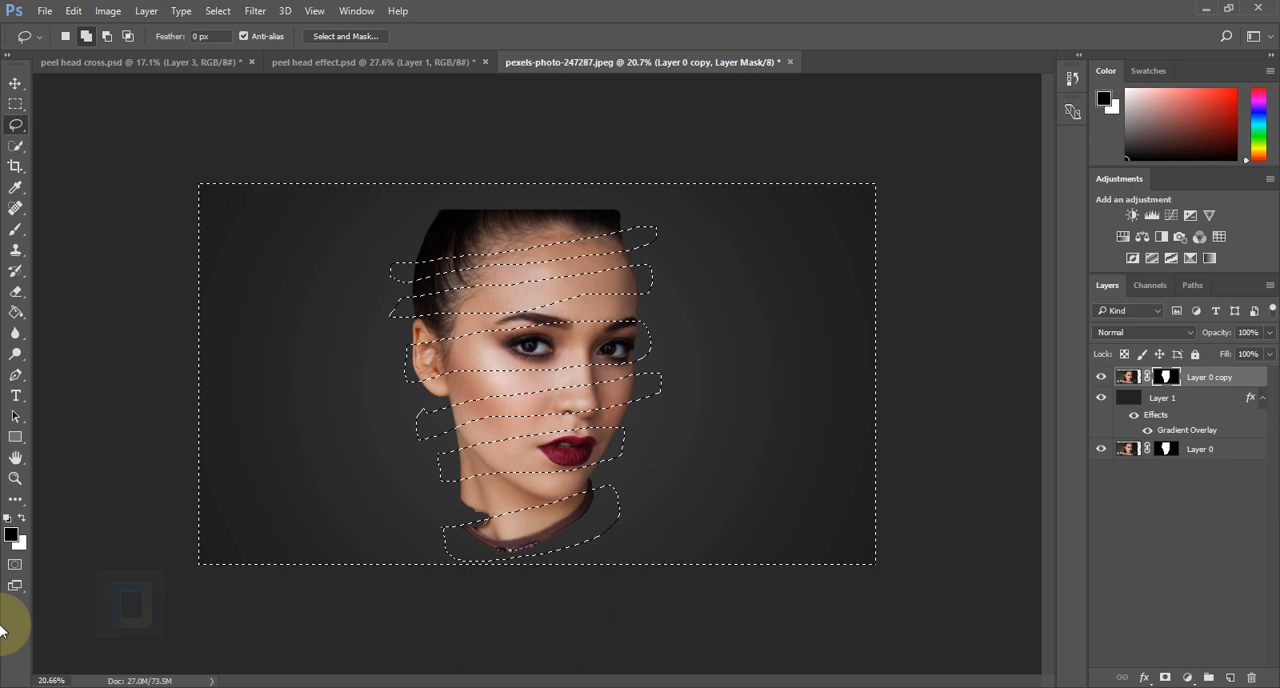 Ps File Edit Image Layer Type Select Filter 3D View Window Help
Feather: 0 px Anti-alias Select and Mask...
peel head cross.psd @ 17.1% (Layer 3, RGB/8#) * × peel head effect.psd @ 27.6% (Layer 1, RGB/8#) * × pexels-photo-247287.jpeg @ 20.7% (Layer 0 copy, Layer Mask/8) * ×
Color Swatches
Adjustments
Add an adjustment
Layers Channels Paths
Kind
Normal Opacity: 100%
Lock: Fill: 100%
Layer 0 copy
Layer 1 fx
Effects
Gradient Overlay
Layer 0
20.66% Doc: 27.0M/73.5M
fx